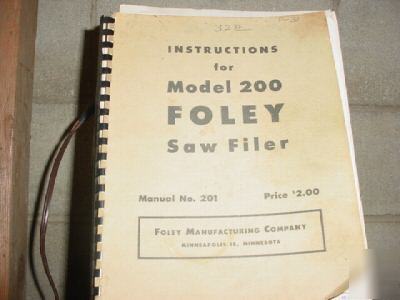 INSTRUCTIONS
for
Model 200
FOLEY
Saw Filer
Manual No. 201 Price $2.00
FOLEY MANUFACTURING COMPANY
MINNEAPOLIS 18, MINNESOTA